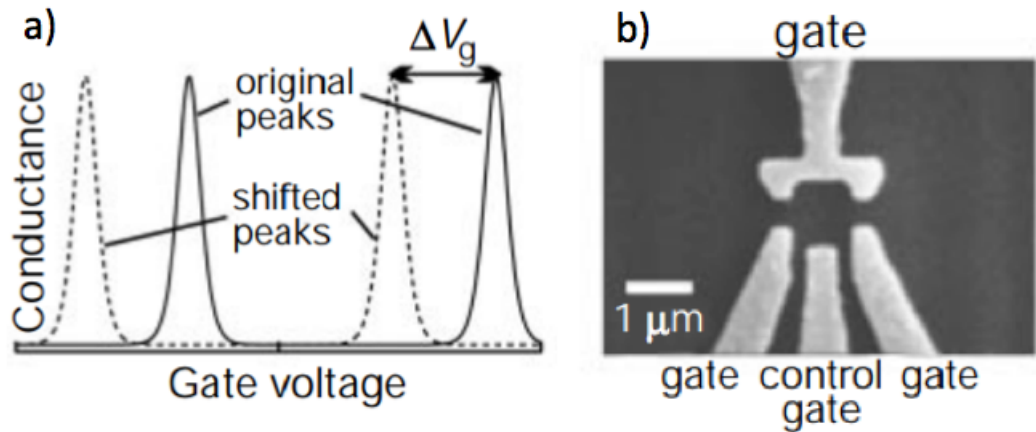 a)
ΔVg
original
peaks
shifted
peaks
Conductance
Gate voltage
b)
gate
1 μm
gate control gate
gate